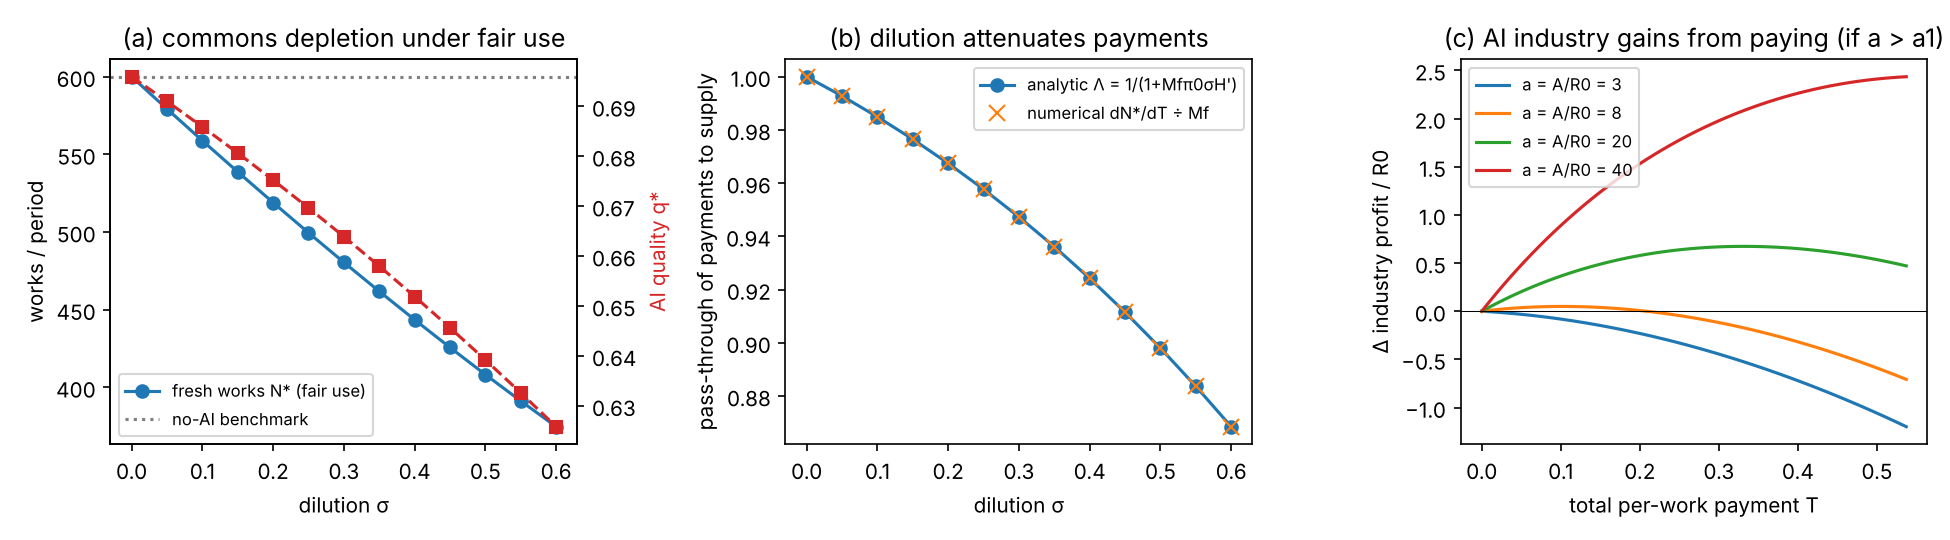 (a) commons depletion under fair use
works / period
600
550
500
450
400
0.69
0.68
0.67
0.66
0.65
0.64
0.63
AI quality q*
fresh works N* (fair use)
no-AI benchmark
0.0 0.1 0.2 0.3 0.4 0.5 0.6
dilution σ
(b) dilution attenuates payments
pass-through of payments to supply
1.00
0.98
0.96
0.94
0.92
0.90
0.88
analytic Λ = 1/(1+Mfπ0σH')
numerical dN*/dT ÷ Mf
0.0 0.1 0.2 0.3 0.4 0.5 0.6
dilution σ
(c) AI industry gains from paying (if a > a1)
Δ industry profit / R0
2.5
2.0
1.5
1.0
0.5
0.0
−0.5
−1.0
a = A/R0 = 3
a = A/R0 = 8
a = A/R0 = 20
a = A/R0 = 40
0.0 0.1 0.2 0.3 0.4 0.5
total per-work payment T